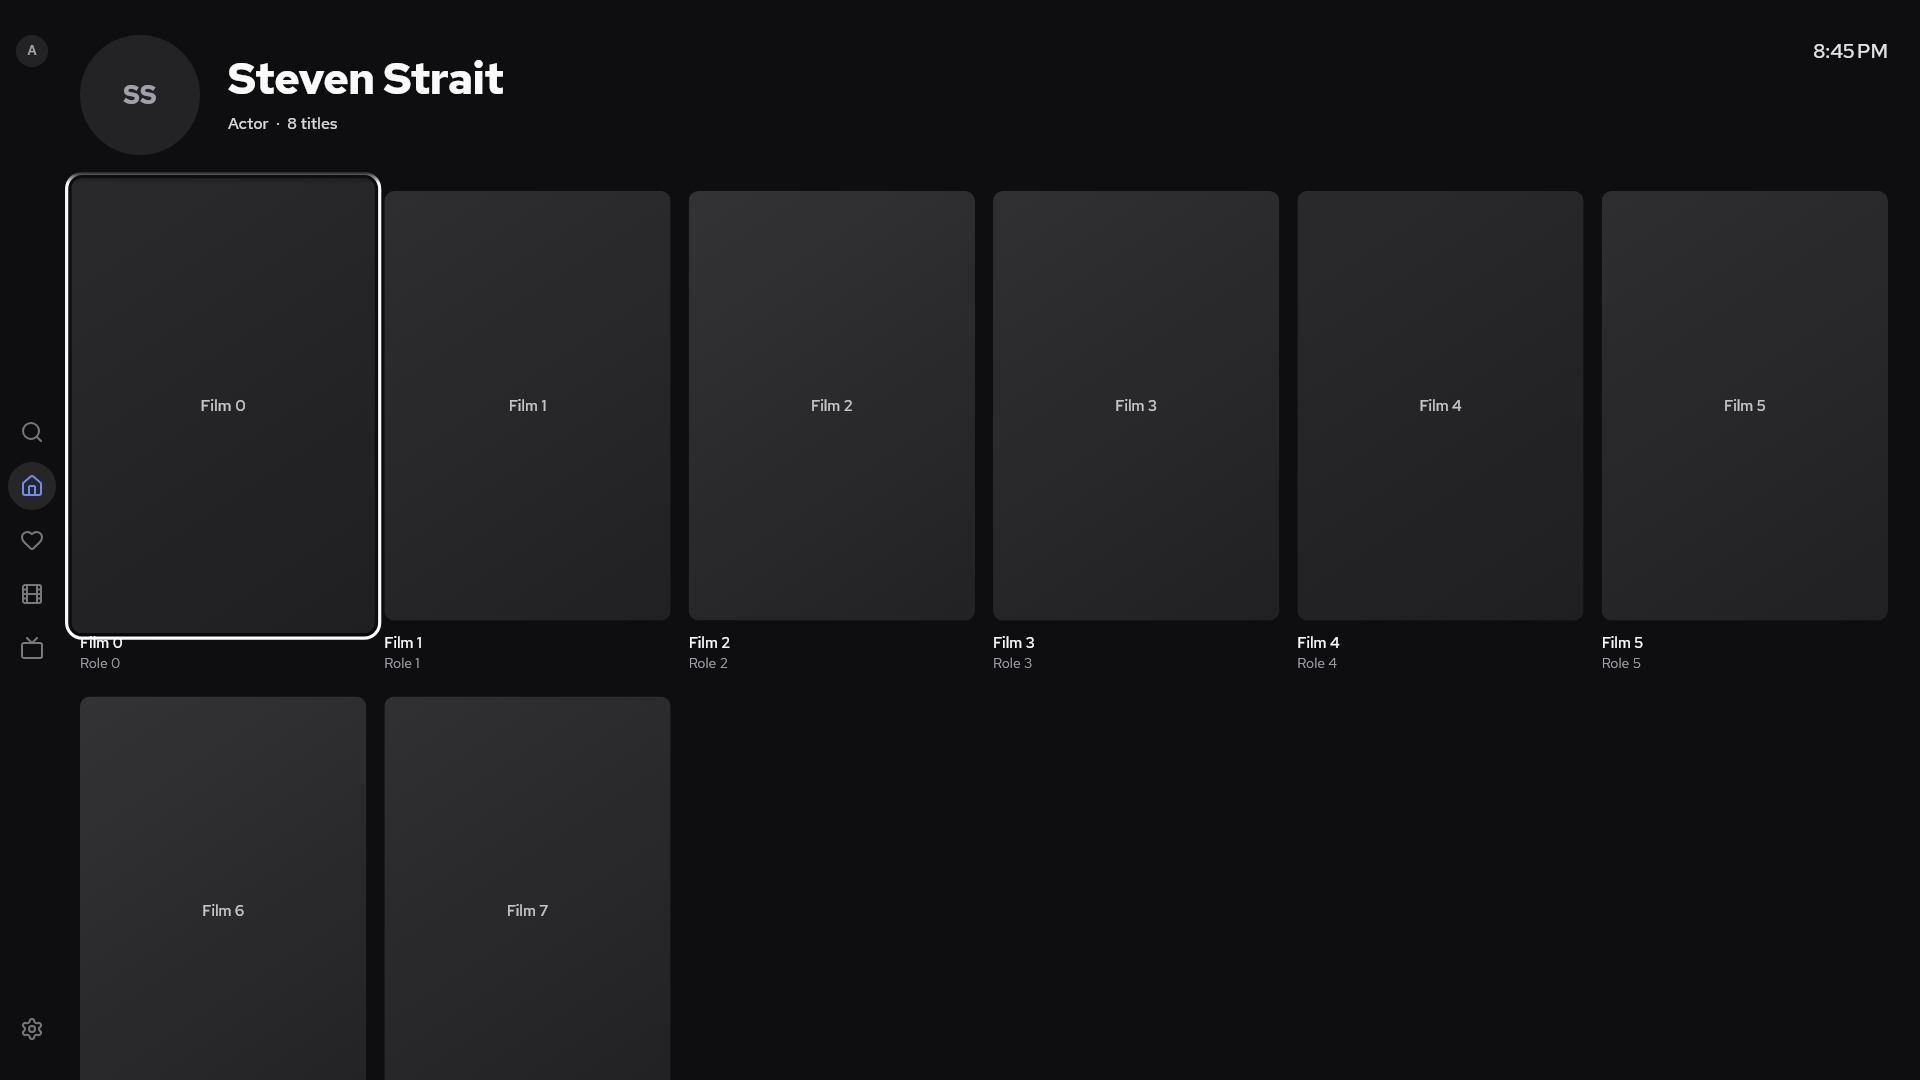 A
8:45 PM
SS
Steven Strait
Actor · 8 titles
Film 0
Film 1
Film 2
Film 3
Film 4
Film 5
Film 0
Film 1
Film 2
Film 3
Film 4
Film 5
Role 0
Role 1
Role 2
Role 3
Role 4
Role 5
Film 6
Film 7